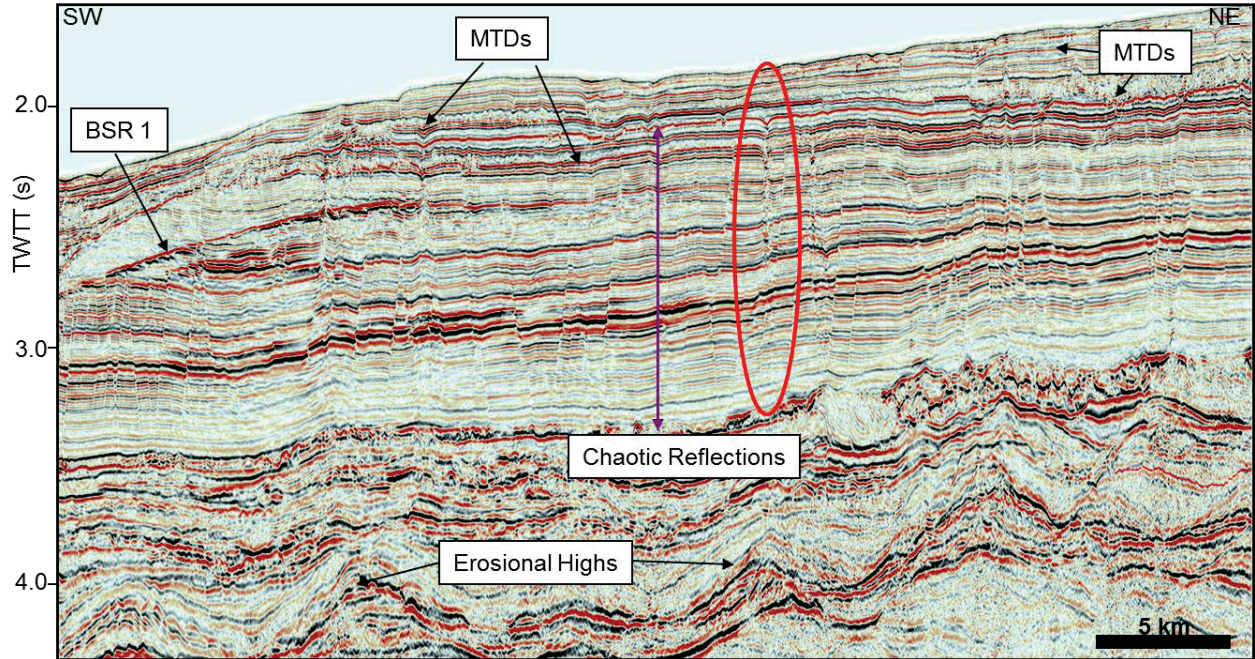 SW
NE
MTDs
MTDs
2.0
BSR 1
TWTT (s)
3.0
Chaotic Reflections
Erosional Highs
4.0
5 km